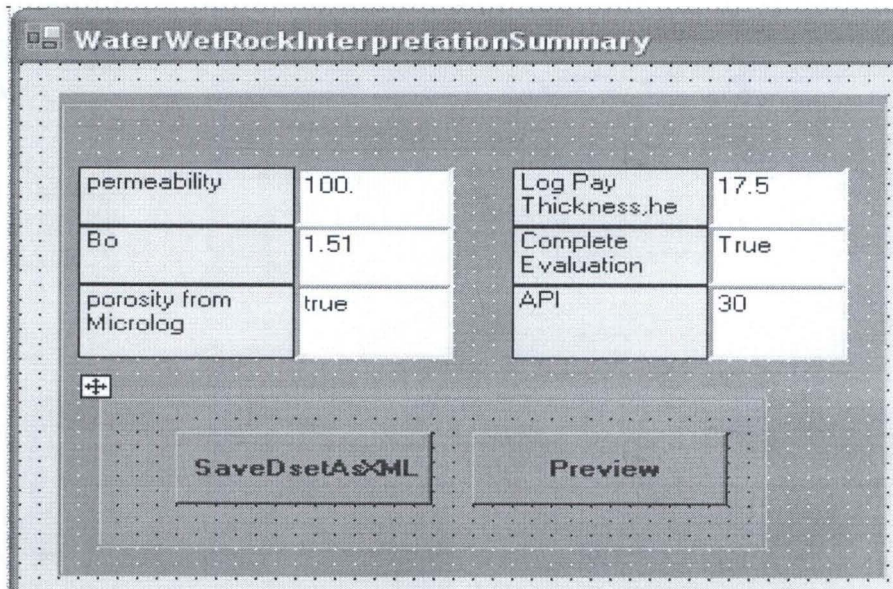 WaterWetRockInterpretationSummary
permeability
100.
Log Pay
Thickness,he
17.5
Bo
1.51
Complete
Evaluation
True
porosity from
Microlog
true
API
30
SaveDsetAsXML
Preview